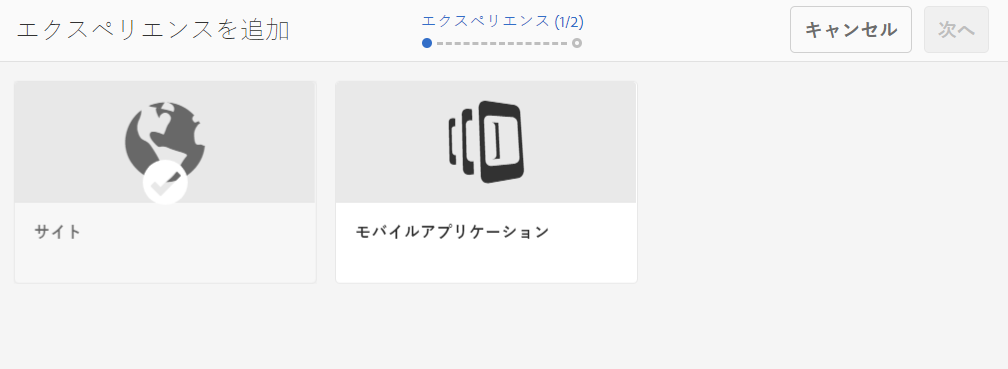 エクスペリエンスを追加
エクスペリエンス (1/2)
キャンセル
次へ
サイト
モバイルアプリケーション